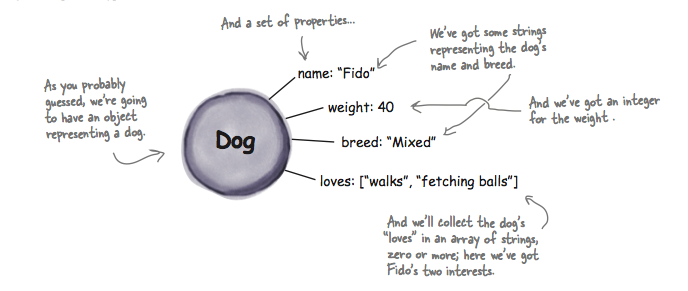 And a set of properties...
We've got some strings
representing the dog's
name and breed.
name: "Fido"
As you probably
guessed, we're going
to have an object
representing a dog.
weight: 40
And we've got an integer
for the weight .
Dog
breed: "Mixed"
loves: ["walks", "fetching balls"]
And we'll collect the dog's
"loves" in an array of strings,
zero or more; here we've got
Fido's two interests.